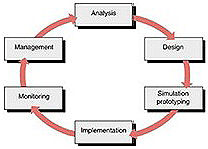 Analysis
Design
Simulation
prototyping
Implementation
Monitoring
Management